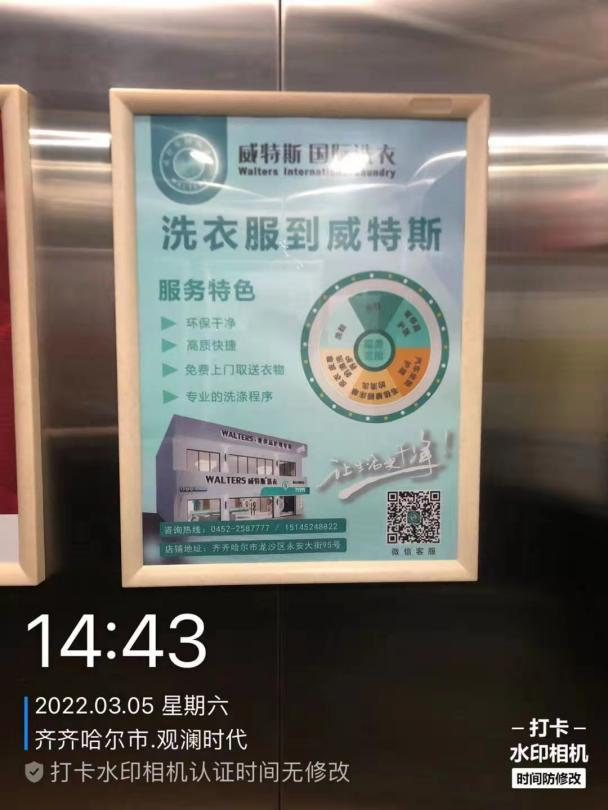 威特斯 国际洗衣
Walters International Laundry
洗衣服到威特斯
服务特色
环保干净
高质快捷
免费上门取送衣物
专业的洗涤程序
让生活更干净!
WALTERS
WALTERS 威特斯洗衣
咨询热线：0452-2587777 / 15145248822
店铺地址：齐齐哈尔市龙沙区永安大街95号
微信客服
14:43
2022.03.05 星期六
齐齐哈尔市.观澜时代
打卡水印相机认证时间无修改
打卡
水印相机
时间防修改